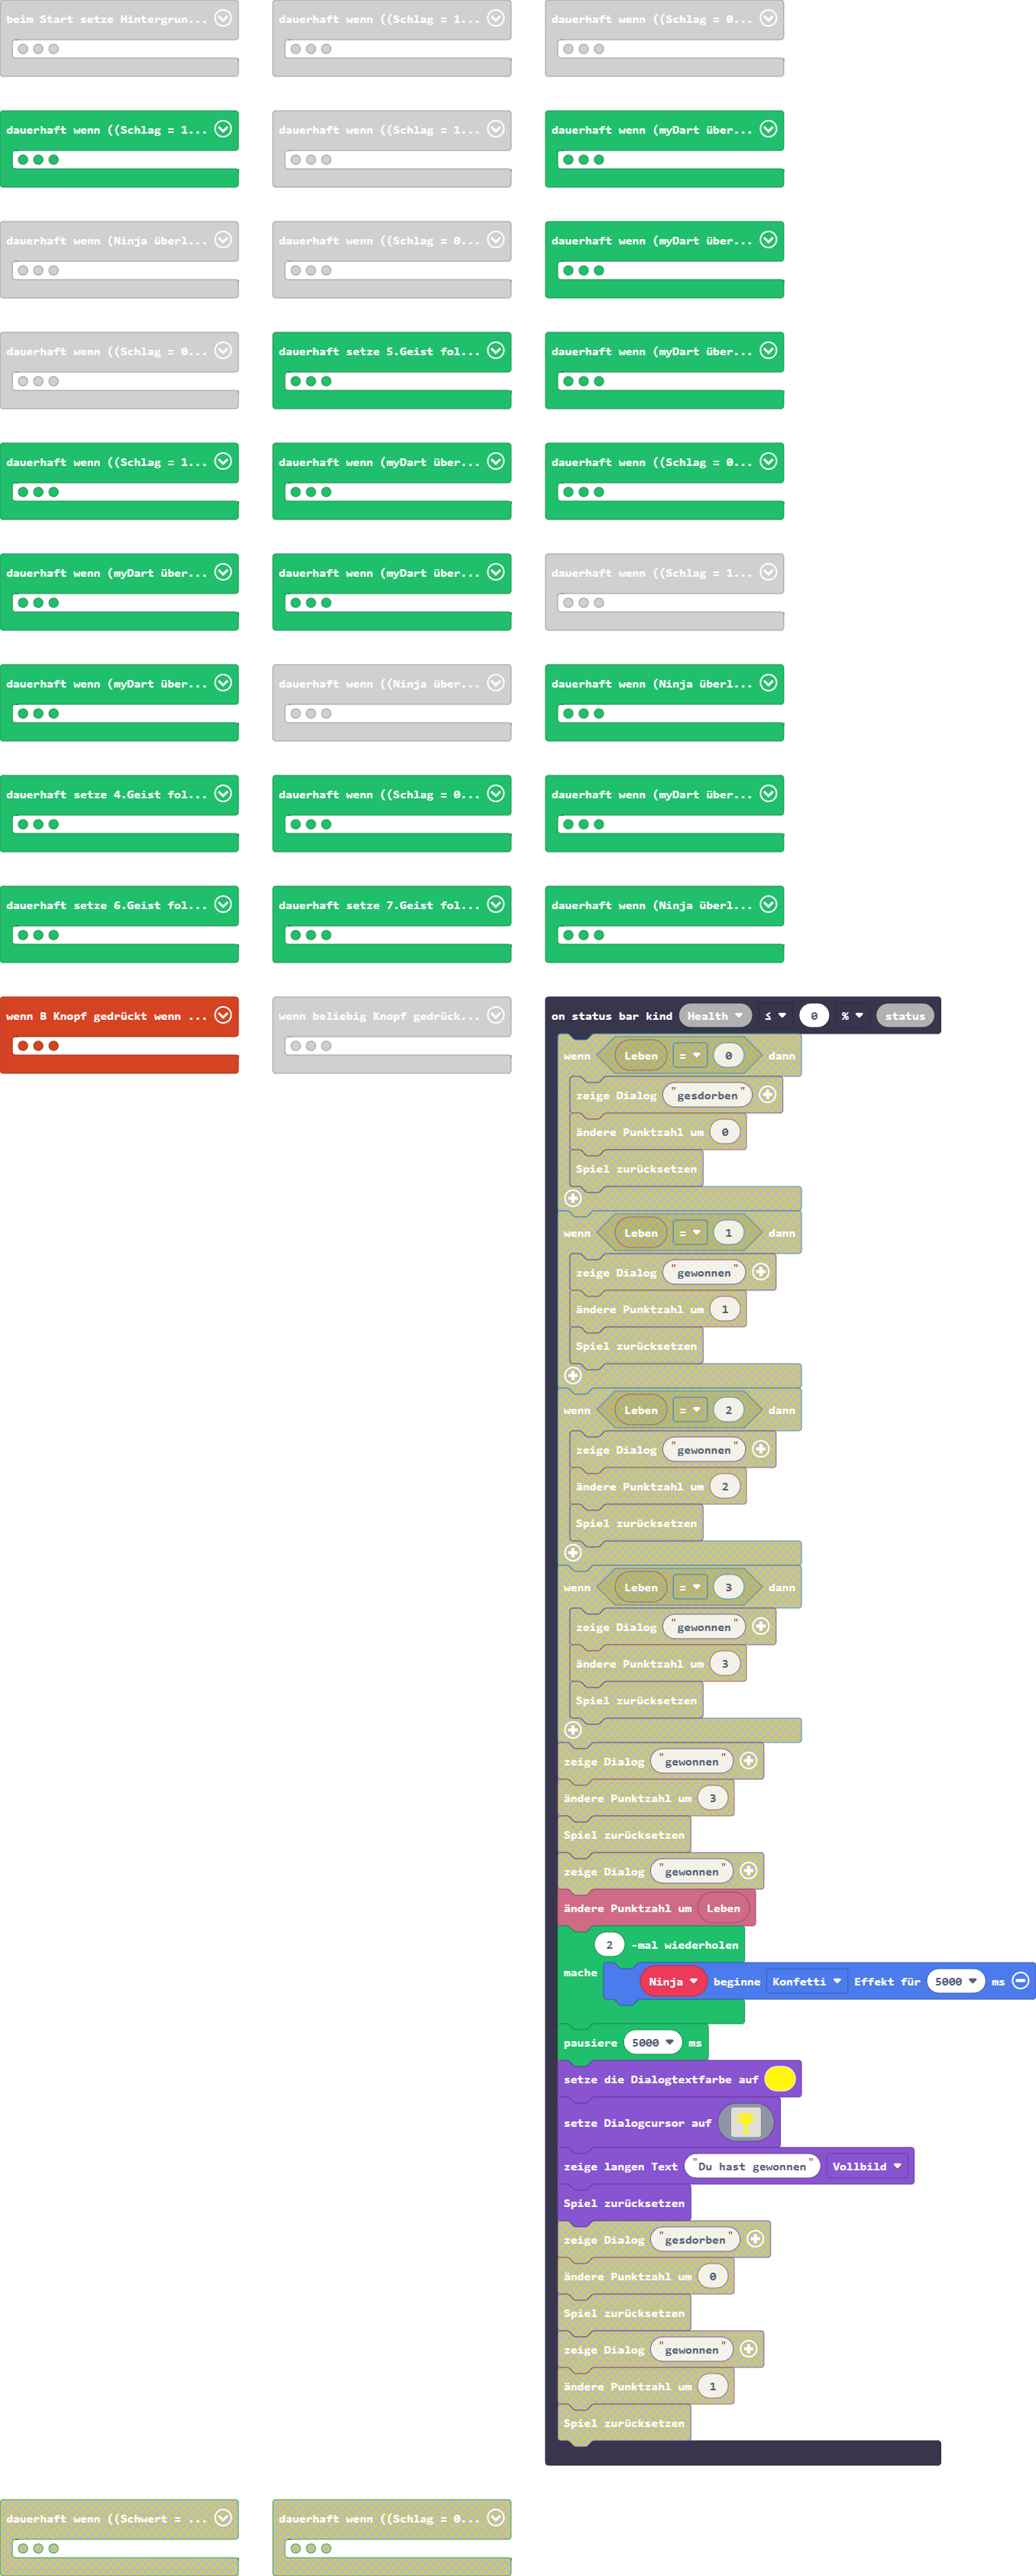 beim Start setze Hintergrun...
dauerhaft wenn ((Schlag = 1...
dauerhaft wenn ((Schlag = 0...
dauerhaft wenn ((Schlag = 1...
dauerhaft wenn ((Schlag = 1...
dauerhaft wenn (myDart über...
dauerhaft wenn (Ninja überl...
dauerhaft wenn ((Schlag = 0...
dauerhaft wenn (myDart über...
dauerhaft wenn ((Schlag = 0...
dauerhaft setze 5.Geist fol...
dauerhaft wenn (myDart über...
dauerhaft wenn ((Schlag = 1...
dauerhaft wenn (myDart über...
dauerhaft wenn ((Schlag = 0...
dauerhaft wenn (myDart über...
dauerhaft wenn (myDart über...
dauerhaft wenn ((Schlag = 1...
dauerhaft wenn (myDart über...
dauerhaft wenn ((Ninja über...
dauerhaft wenn (Ninja überl...
dauerhaft setze 4.Geist fol...
dauerhaft wenn ((Schlag = 0...
dauerhaft wenn (myDart über...
dauerhaft setze 6.Geist fol...
dauerhaft setze 7.Geist fol...
dauerhaft wenn (Ninja überl...
wenn B Knopf gedrückt wenn ...
wenn beliebig Knopf gedrück...
on status bar kind Health ≤ 0 % status
wenn Leben = 0 dann
zeige Dialog "gesdorben"
ändere Punktzahl um 0
Spiel zurücksetzen
wenn Leben = 1 dann
zeige Dialog "gewonnen"
ändere Punktzahl um 1
Spiel zurücksetzen
wenn Leben = 2 dann
zeige Dialog "gewonnen"
ändere Punktzahl um 2
Spiel zurücksetzen
wenn Leben = 3 dann
zeige Dialog "gewonnen"
ändere Punktzahl um 3
Spiel zurücksetzen
zeige Dialog "gewonnen"
ändere Punktzahl um 3
Spiel zurücksetzen
zeige Dialog "gewonnen"
ändere Punktzahl um Leben
2 -mal wiederholen
mache Ninja beginne Konfetti Effekt für 5000 ms
pausiere 5000 ms
setze die Dialogtextfarbe auf
setze Dialogcursor auf
zeige langen Text "Du hast gewonnen" Vollbild
Spiel zurücksetzen
zeige Dialog "gesdorben"
ändere Punktzahl um 0
Spiel zurücksetzen
zeige Dialog "gewonnen"
ändere Punktzahl um 1
Spiel zurücksetzen
dauerhaft wenn ((Schwert = ...
dauerhaft wenn ((Schlag = 0...